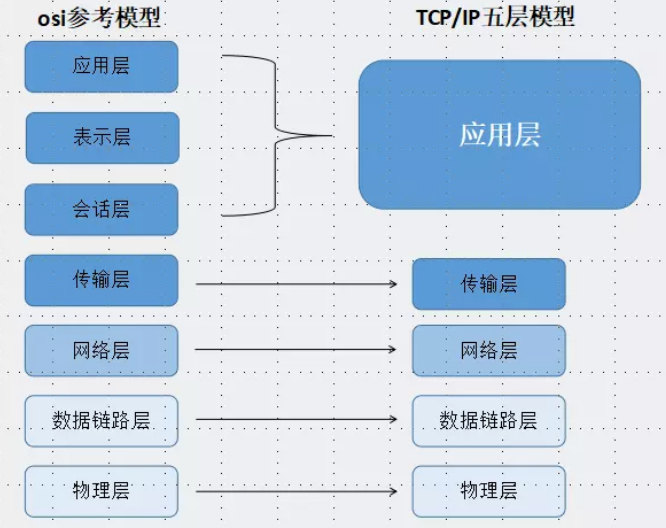 osi参考模型
TCP/IP五层模型
应用层
表示层
会话层
应用层
传输层
传输层
网络层
网络层
数据链路层
数据链路层
物理层
物理层